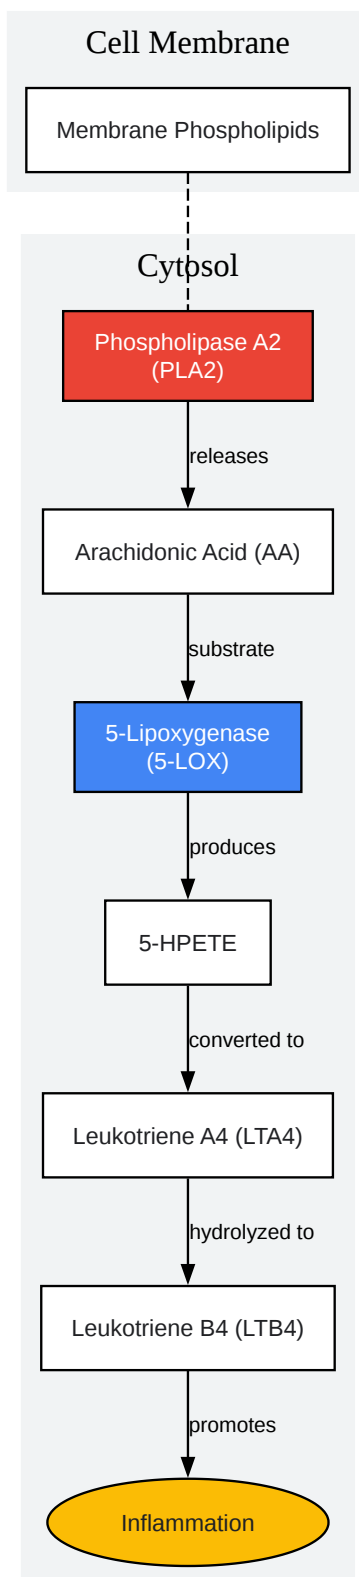 Cell Membrane
Membrane Phospholipids
Cytosol
Phospholipase A2
(PLA2)
releases
Arachidonic Acid (AA)
substrate
5-Lipoxygenase
(5-LOX)
produces
5-HPETE
converted to
Leukotriene A4 (LTA4)
hydrolyzed to
Leukotriene B4 (LTB4)
promotes
Inflammation